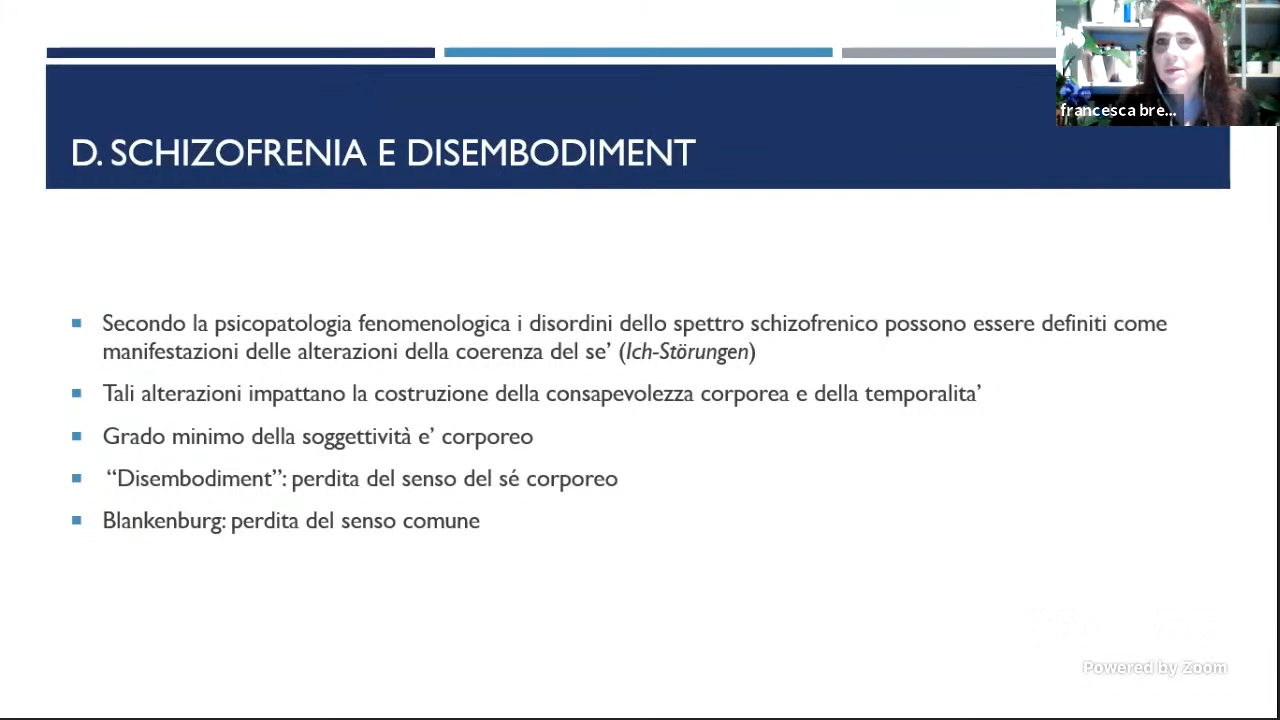 francesca bre...
D. SCHIZOFRENIA E DISEMBODIMENT
Secondo la psicopatologia fenomenologica i disordini dello spettro schizofrenico possono essere definiti come
manifestazioni delle alterazioni della coerenza del se’ (Ich-Störungen)
Tali alterazioni impattano la costruzione della consapevolezza corporea e della temporalita’
Grado minimo della soggettività e’ corporeo
“Disembodiment”: perdita del senso del sé corporeo
Blankenburg: perdita del senso comune
Powered by Zoom